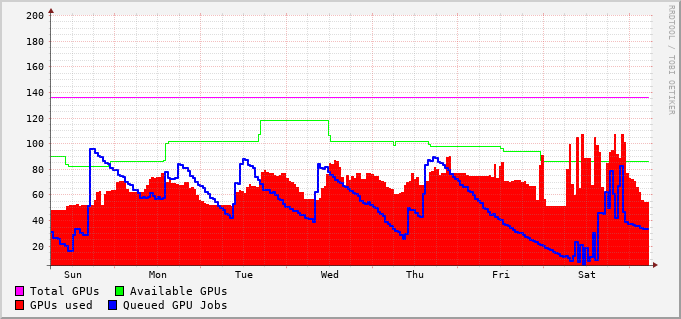 200
180
160
140
120
100
80
60
40
20
Sun Mon Tue Wed Thu Fri Sat
Total GPUs Available GPUs
GPUs used Queued GPU Jobs
RRDTOOL / TOBI OETIKER